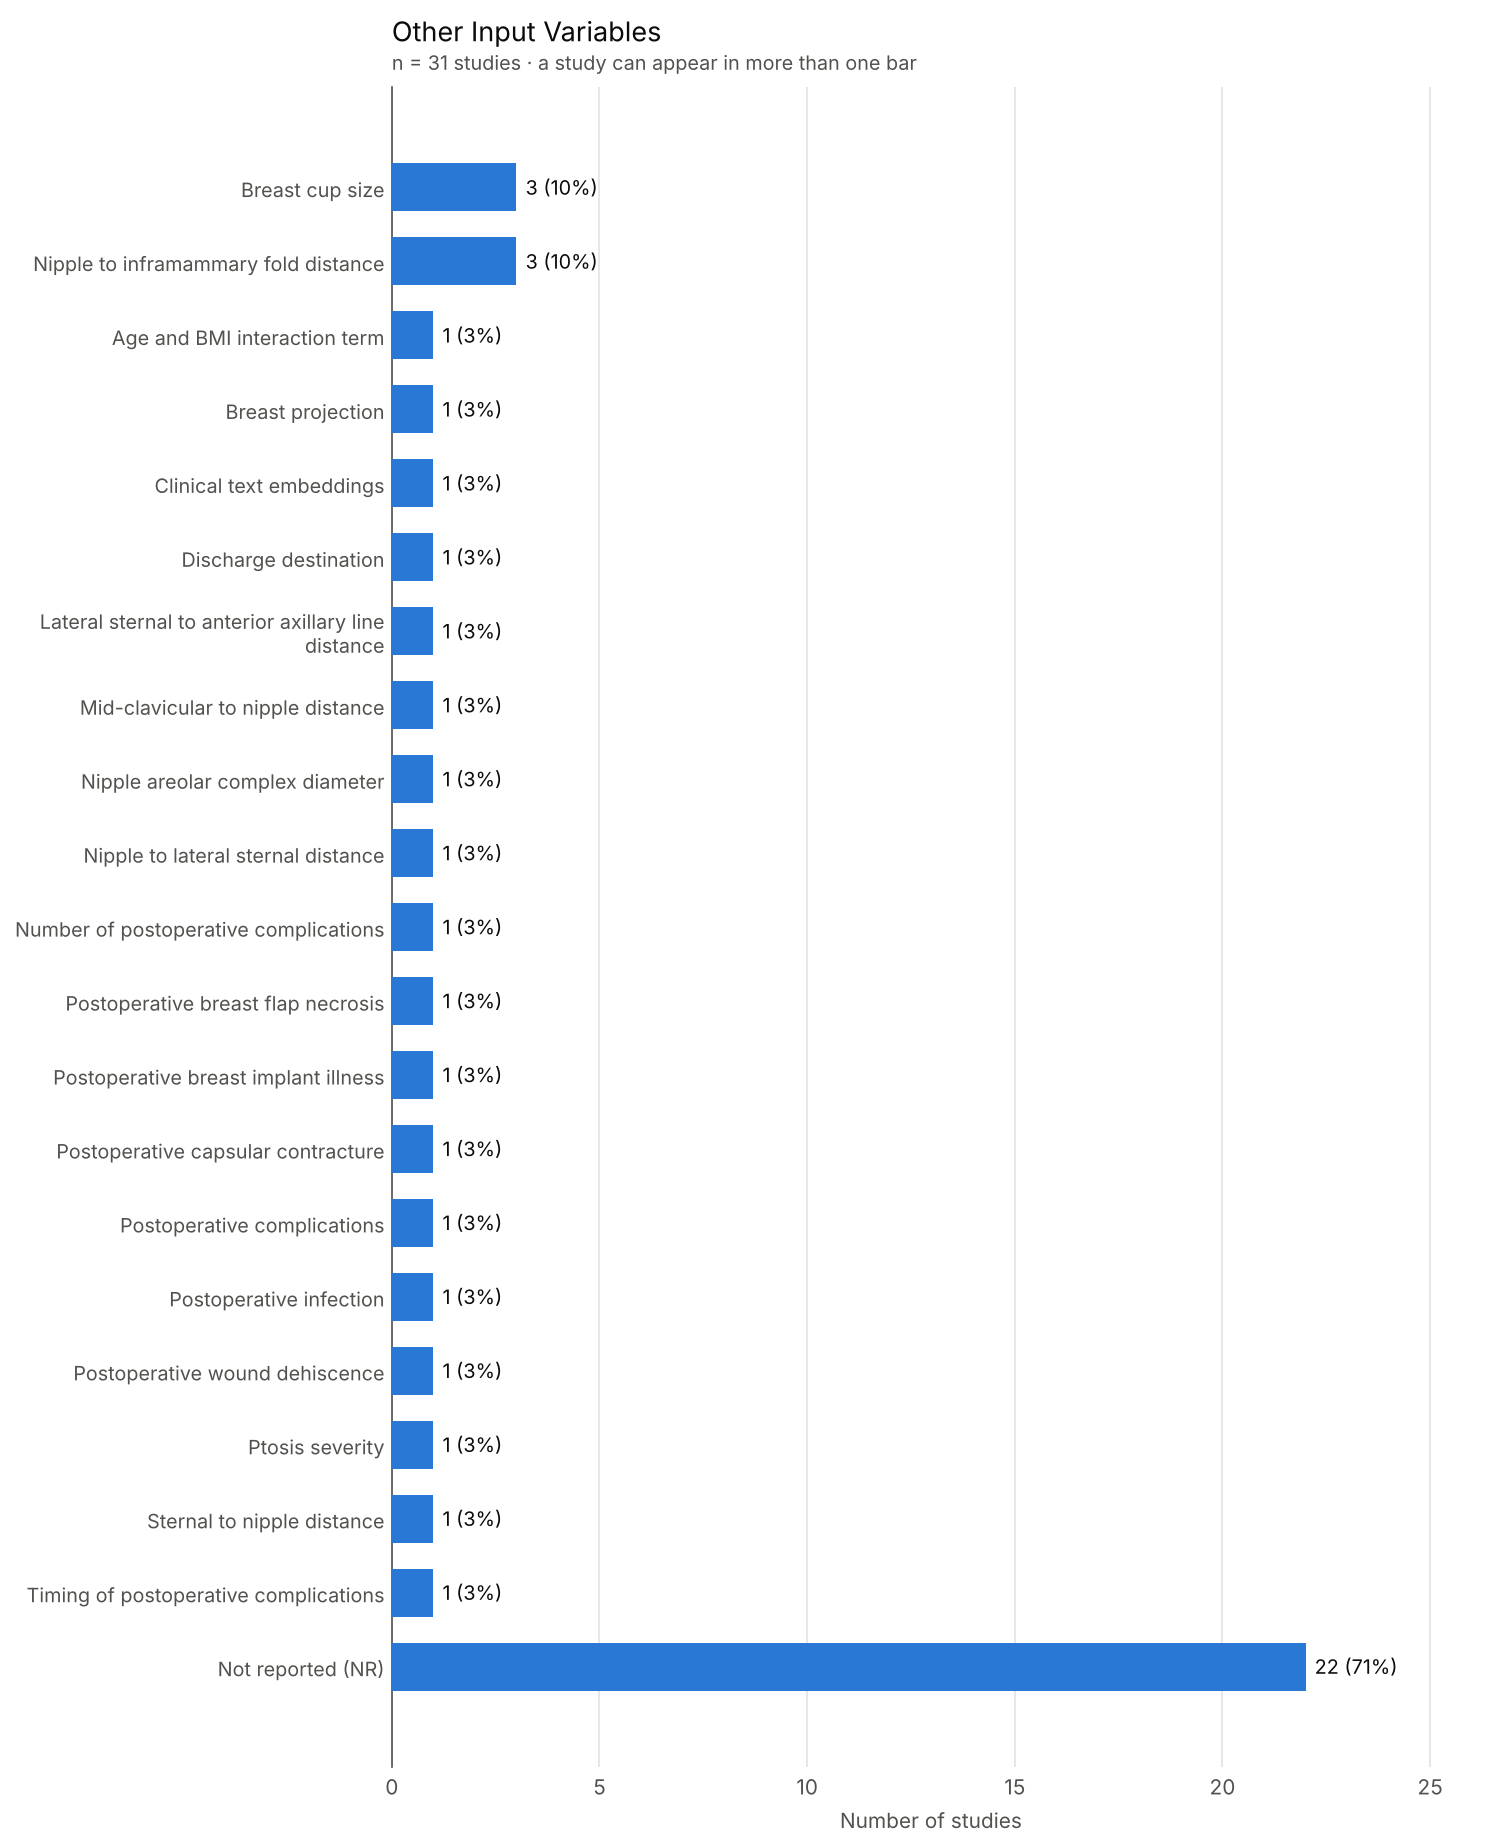 Other Input Variables
n = 31 studies · a study can appear in more than one bar
Breast cup size
3 (10%)
Nipple to inframammary fold distance
3 (10%)
Age and BMI interaction term
1 (3%)
Breast projection
1 (3%)
Clinical text embeddings
1 (3%)
Discharge destination
1 (3%)
Lateral sternal to anterior axillary line
distance
1 (3%)
Mid-clavicular to nipple distance
1 (3%)
Nipple areolar complex diameter
1 (3%)
Nipple to lateral sternal distance
1 (3%)
Number of postoperative complications
1 (3%)
Postoperative breast flap necrosis
1 (3%)
Postoperative breast implant illness
1 (3%)
Postoperative capsular contracture
1 (3%)
Postoperative complications
1 (3%)
Postoperative infection
1 (3%)
Postoperative wound dehiscence
1 (3%)
Ptosis severity
1 (3%)
Sternal to nipple distance
1 (3%)
Timing of postoperative complications
1 (3%)
Not reported (NR)
22 (71%)
0 5 10 15 20 25
Number of studies